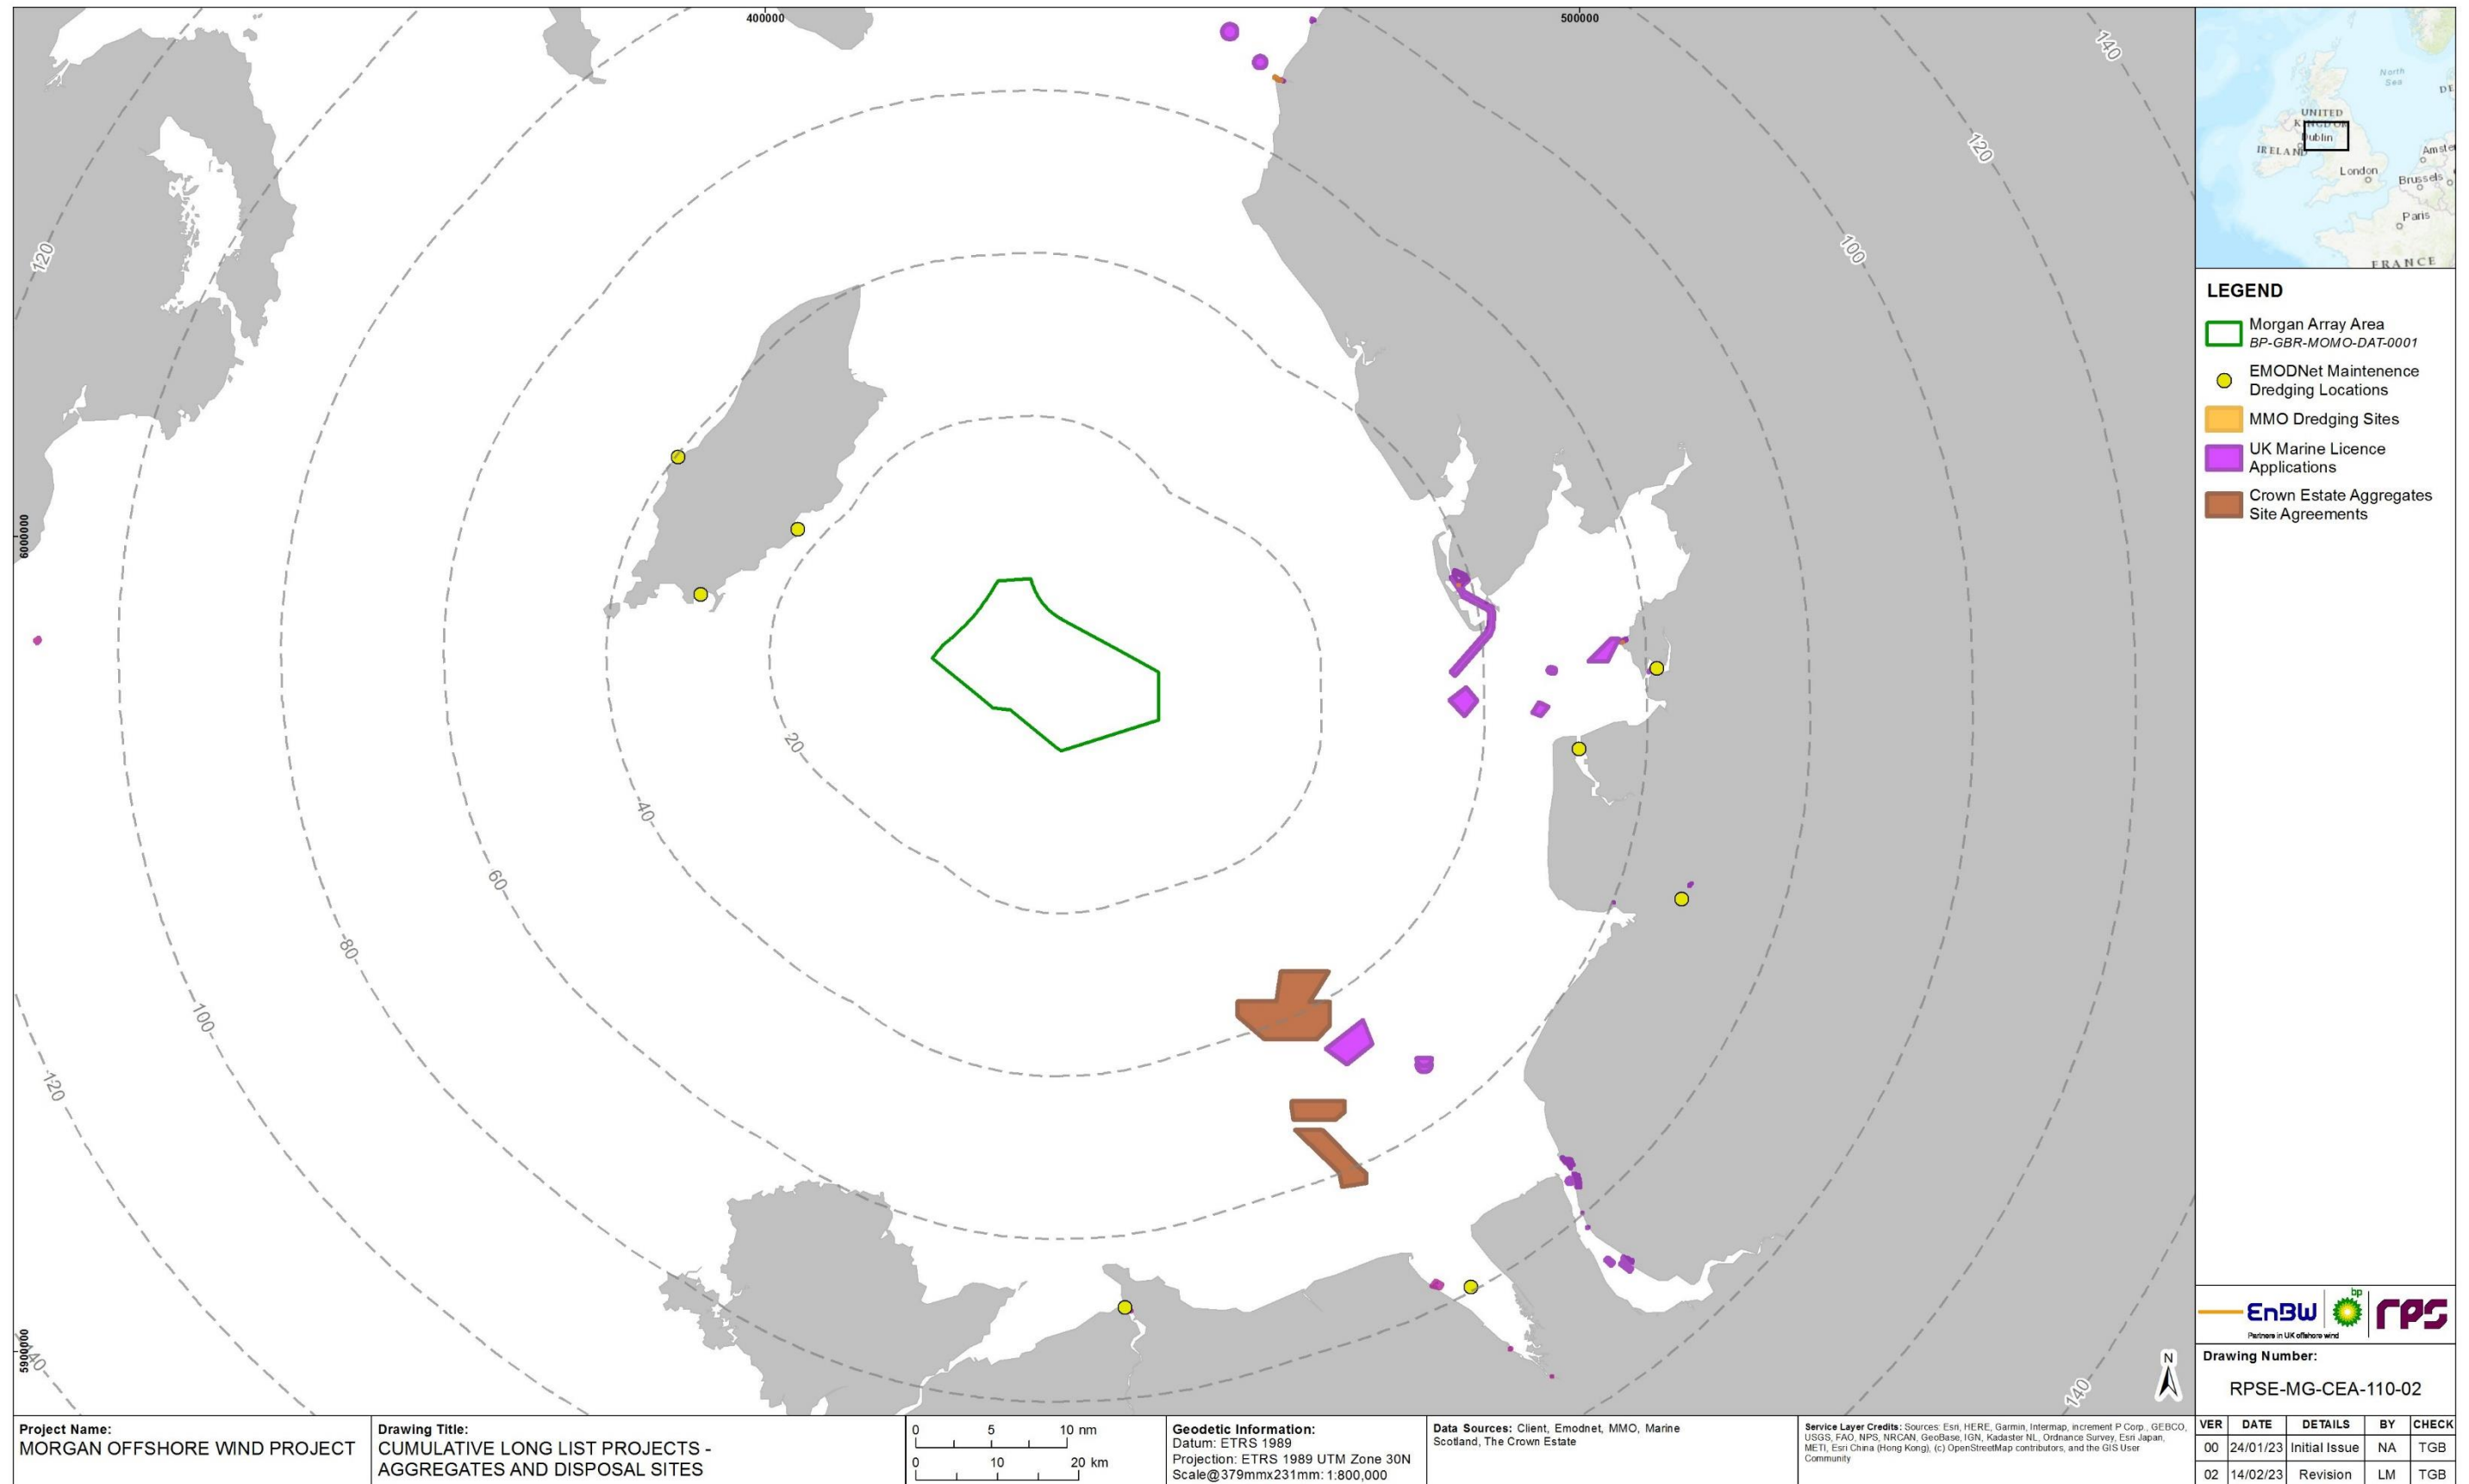 400000
500000
6000000
5900000
140
120
100
120
20
40
60
80
100
120
140
140
North
Sea
UNITED
KINGDOM
Dublin
IRELAND
London
Amste
Brussels
Paris
FRANCE
DE
LEGEND
Morgan Array Area
BP-GBR-MOMO-DAT-0001
EMODNet Maintenence
Dredging Locations
MMO Dredging Sites
UK Marine Licence
Applications
Crown Estate Aggregates
Site Agreements
N
EnBW
bp
rps
Partners in UK offshore wind
Drawing Number:
RPSE-MG-CEA-110-02
Project Name:
MORGAN OFFSHORE WIND PROJECT
Drawing Title:
CUMULATIVE LONG LIST PROJECTS -
AGGREGATES AND DISPOSAL SITES
0 5 10 nm
0 10 20 km
Geodetic Information:
Datum: ETRS 1989
Projection: ETRS 1989 UTM Zone 30N
Scale@379mmx231mm: 1:800,000
Data Sources: Client, Emodnet, MMO, Marine
Scotland, The Crown Estate
Service Layer Credits: Sources: Esri, HERE, Garmin, Intermap, increment P Corp., GEBCO,
USGS, FAO, NPS, NRCAN, GeoBase, IGN, Kadaster NL, Ordnance Survey, Esri Japan,
METI, Esri China (Hong Kong), (c) OpenStreetMap contributors, and the GIS User
Community
VER DATE DETAILS BY CHECK
00 24/01/23 Initial Issue NA TGB
02 14/02/23 Revision LM TGB